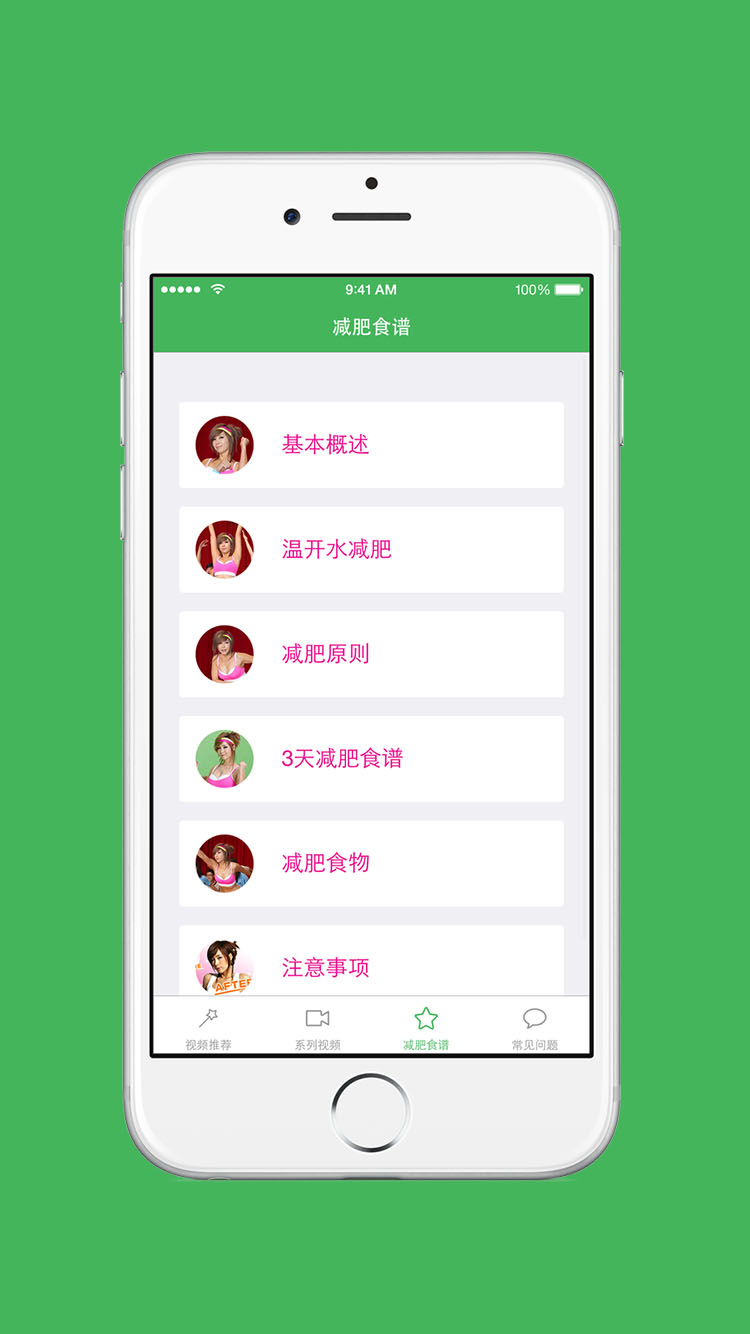 9:41 AM
100%
减肥食谱
基本概述
温开水减肥
减肥原则
3天减肥食谱
减肥食物
注意事项
AFTER
视频推荐
系列视频
减肥食谱
常见问题